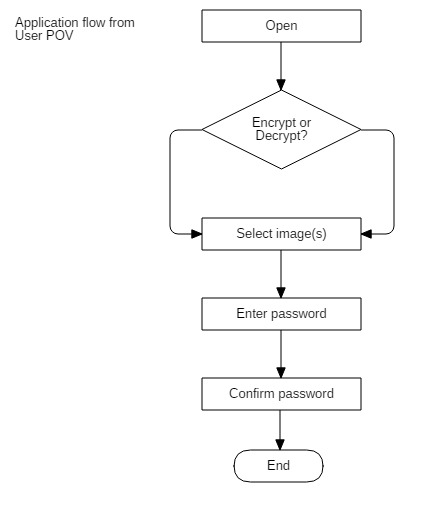 Application flow from
User POV
Open
Encrypt or
Decrypt?
Select image(s)
Enter password
Confirm password
End